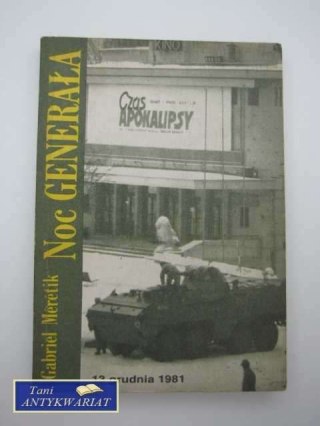 KINO
Czas
APOKALIPSY
Gabriel Meretik Noc GENERAŁA
13 grudnia 1981
Tani
ANTYKWARIAT